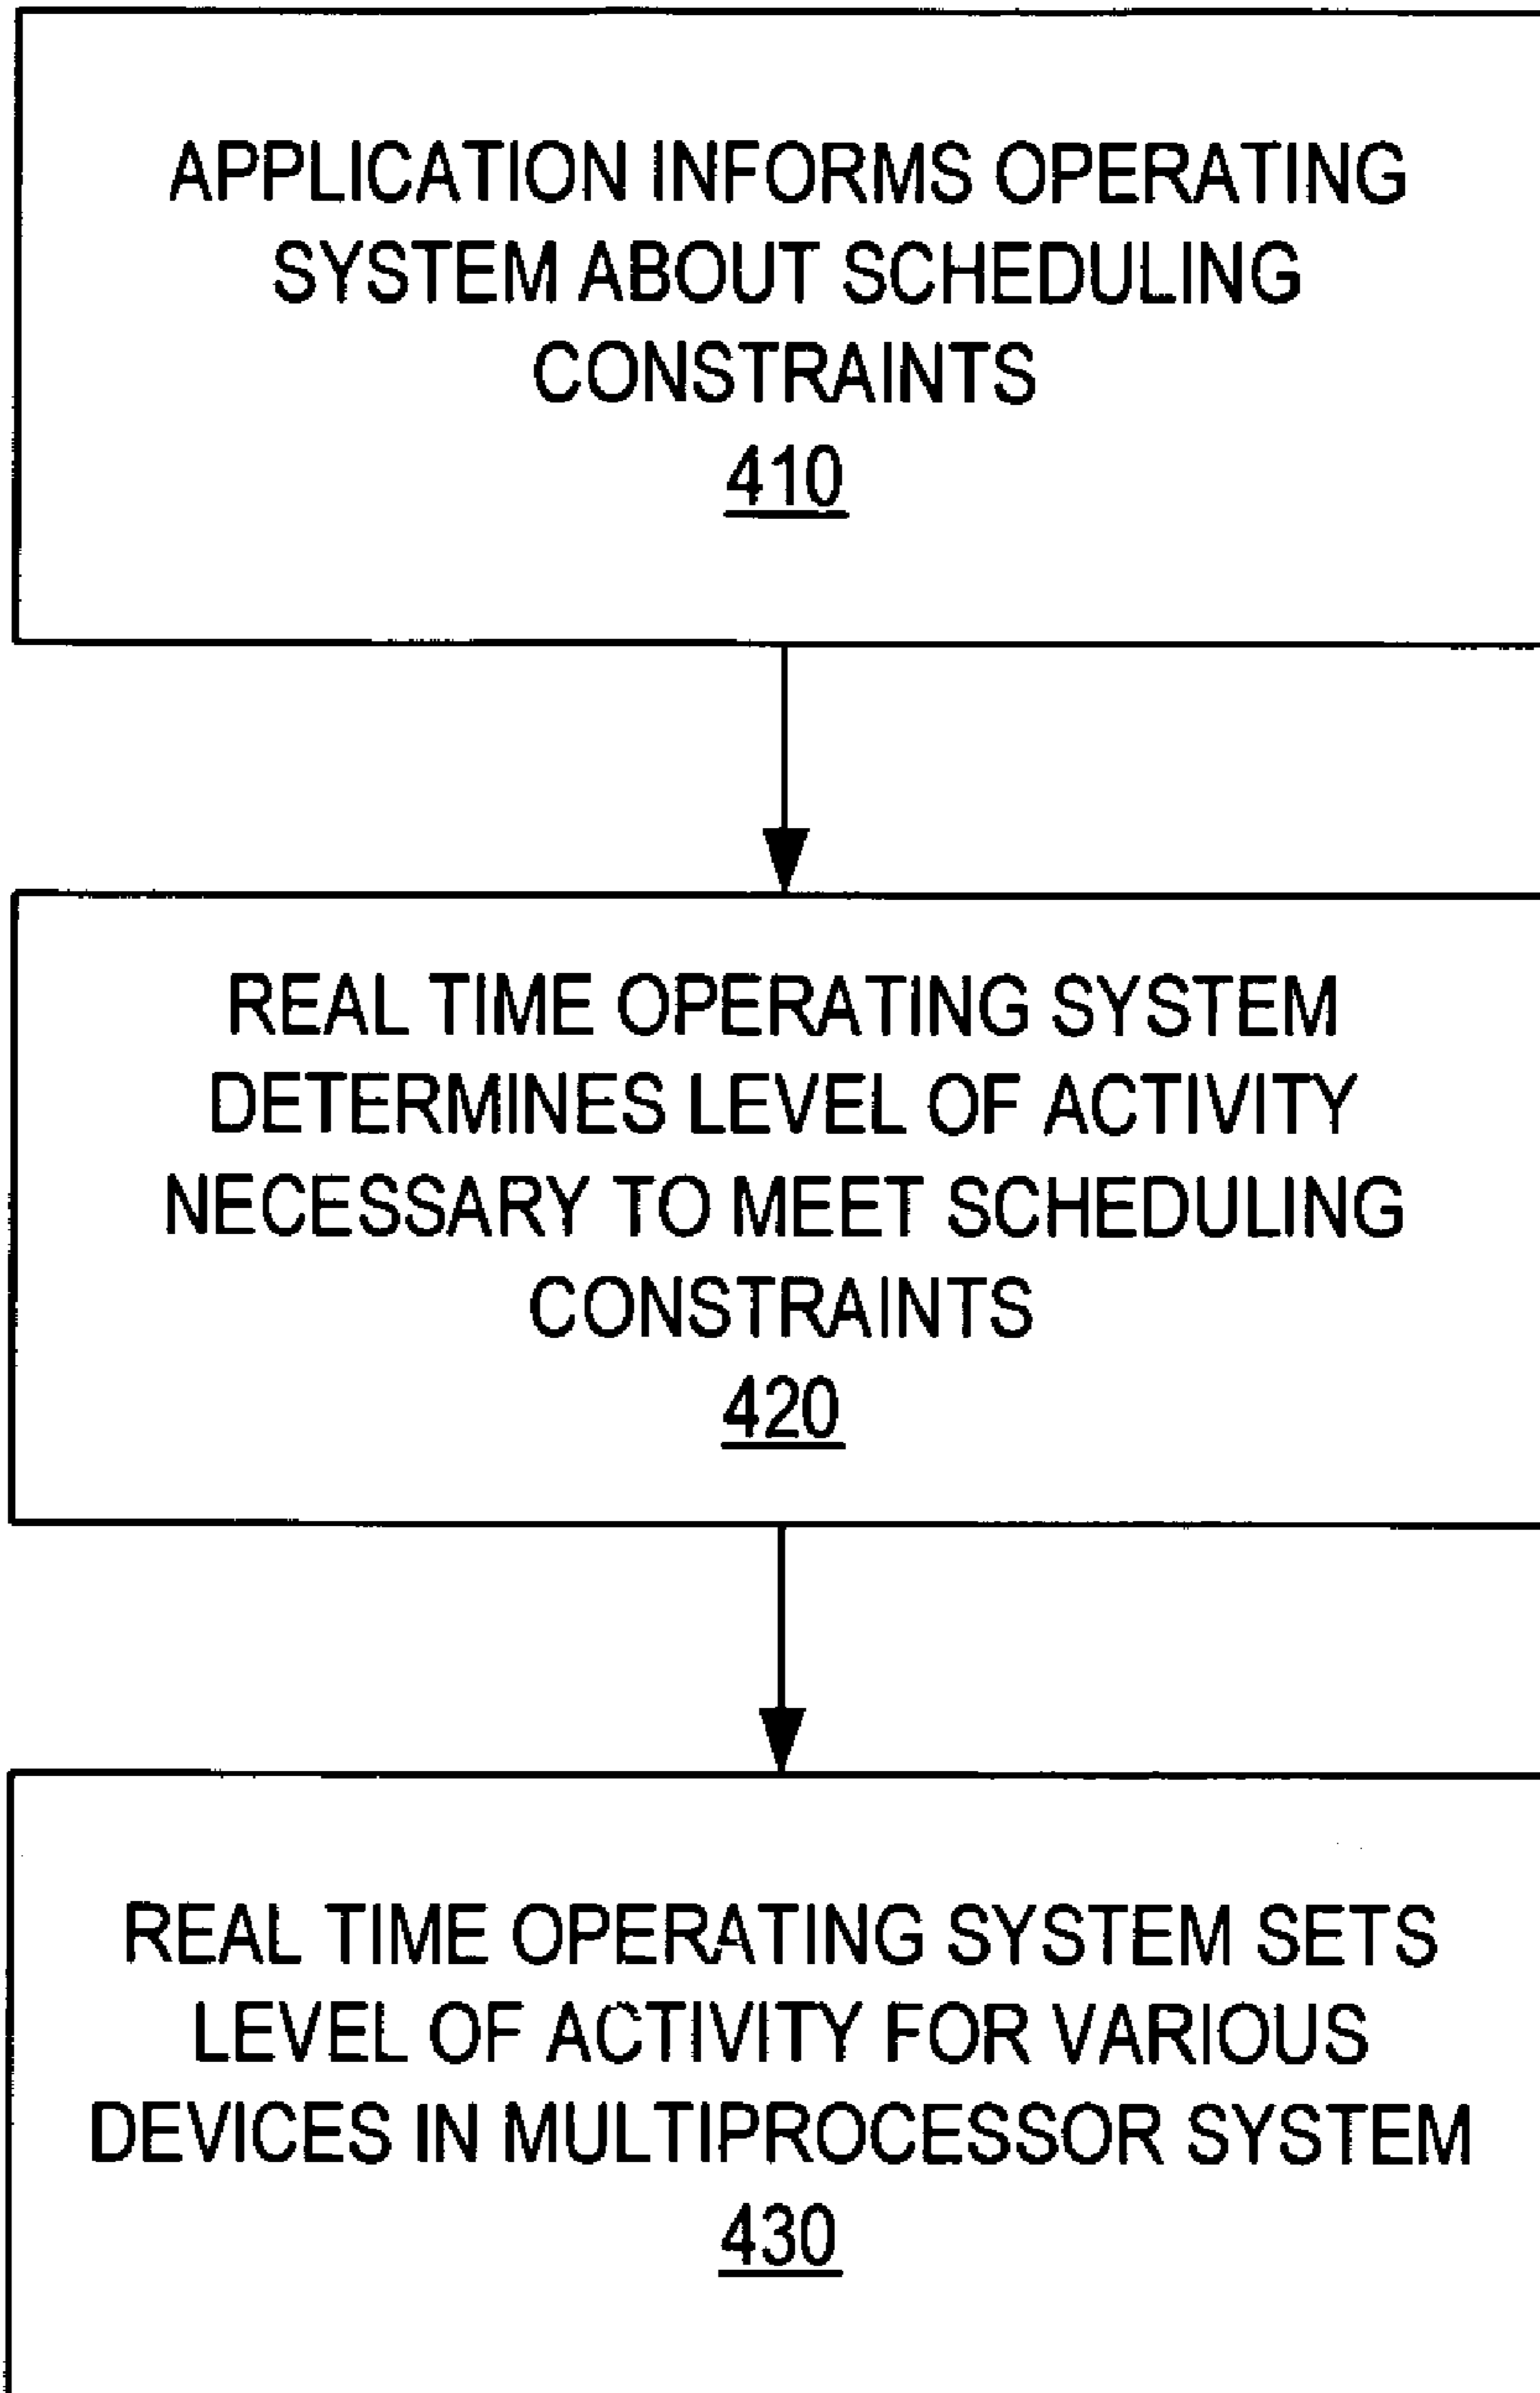 APPLICATION INFORMS OPERATING
SYSTEM ABOUT SCHEDULING
CONSTRAINTS
410
REAL TIME OPERATING SYSTEM
DETERMINES LEVEL OF ACTIVITY
NECESSARY TO MEET SCHEDULING
CONSTRAINTS
420
REAL TIME OPERATING SYSTEM SETS
LEVEL OF ACTIVITY FOR VARIOUS
DEVICES IN MULTIPROCESSOR SYSTEM
430